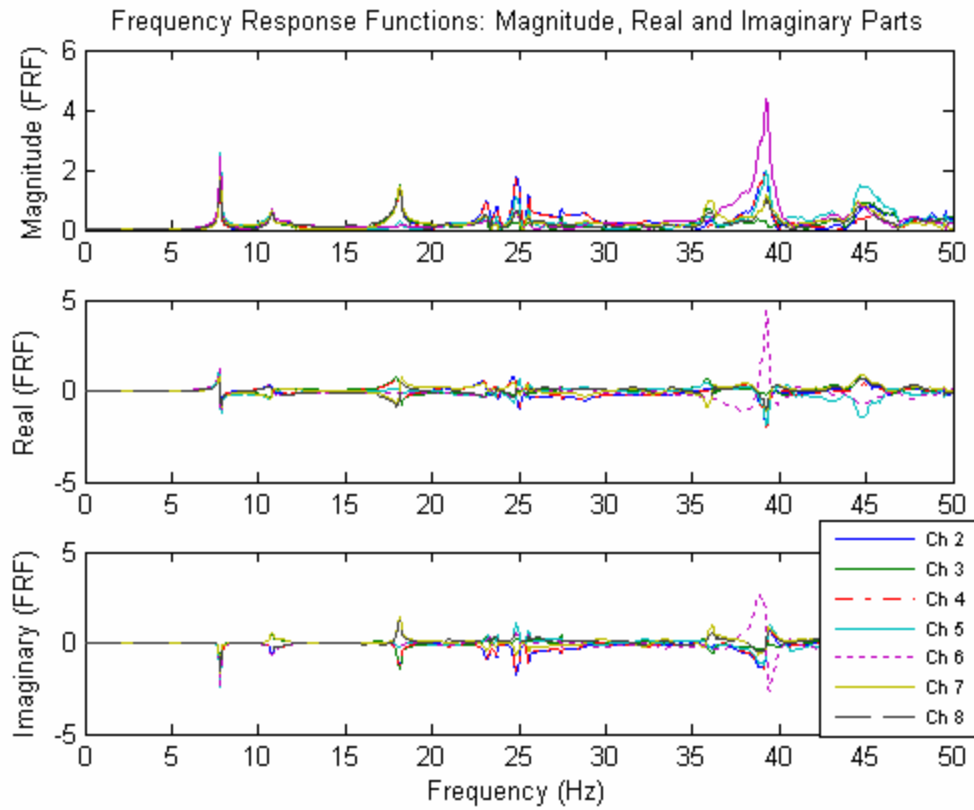 Frequency Response Functions: Magnitude, Real and Imaginary Parts
Magnitude (FRF)
6
4
2
0
0 5 10 15 20 25 30 35 40 45 50
Real (FRF)
5
0
-5
0 5 10 15 20 25 30 35 40 45 50
Imaginary (FRF)
5
0
-5
0 5 10 15 20 25 30 35 40 45 50
Frequency (Hz)
Ch 2
Ch 3
Ch 4
Ch 5
Ch 6
Ch 7
Ch 8